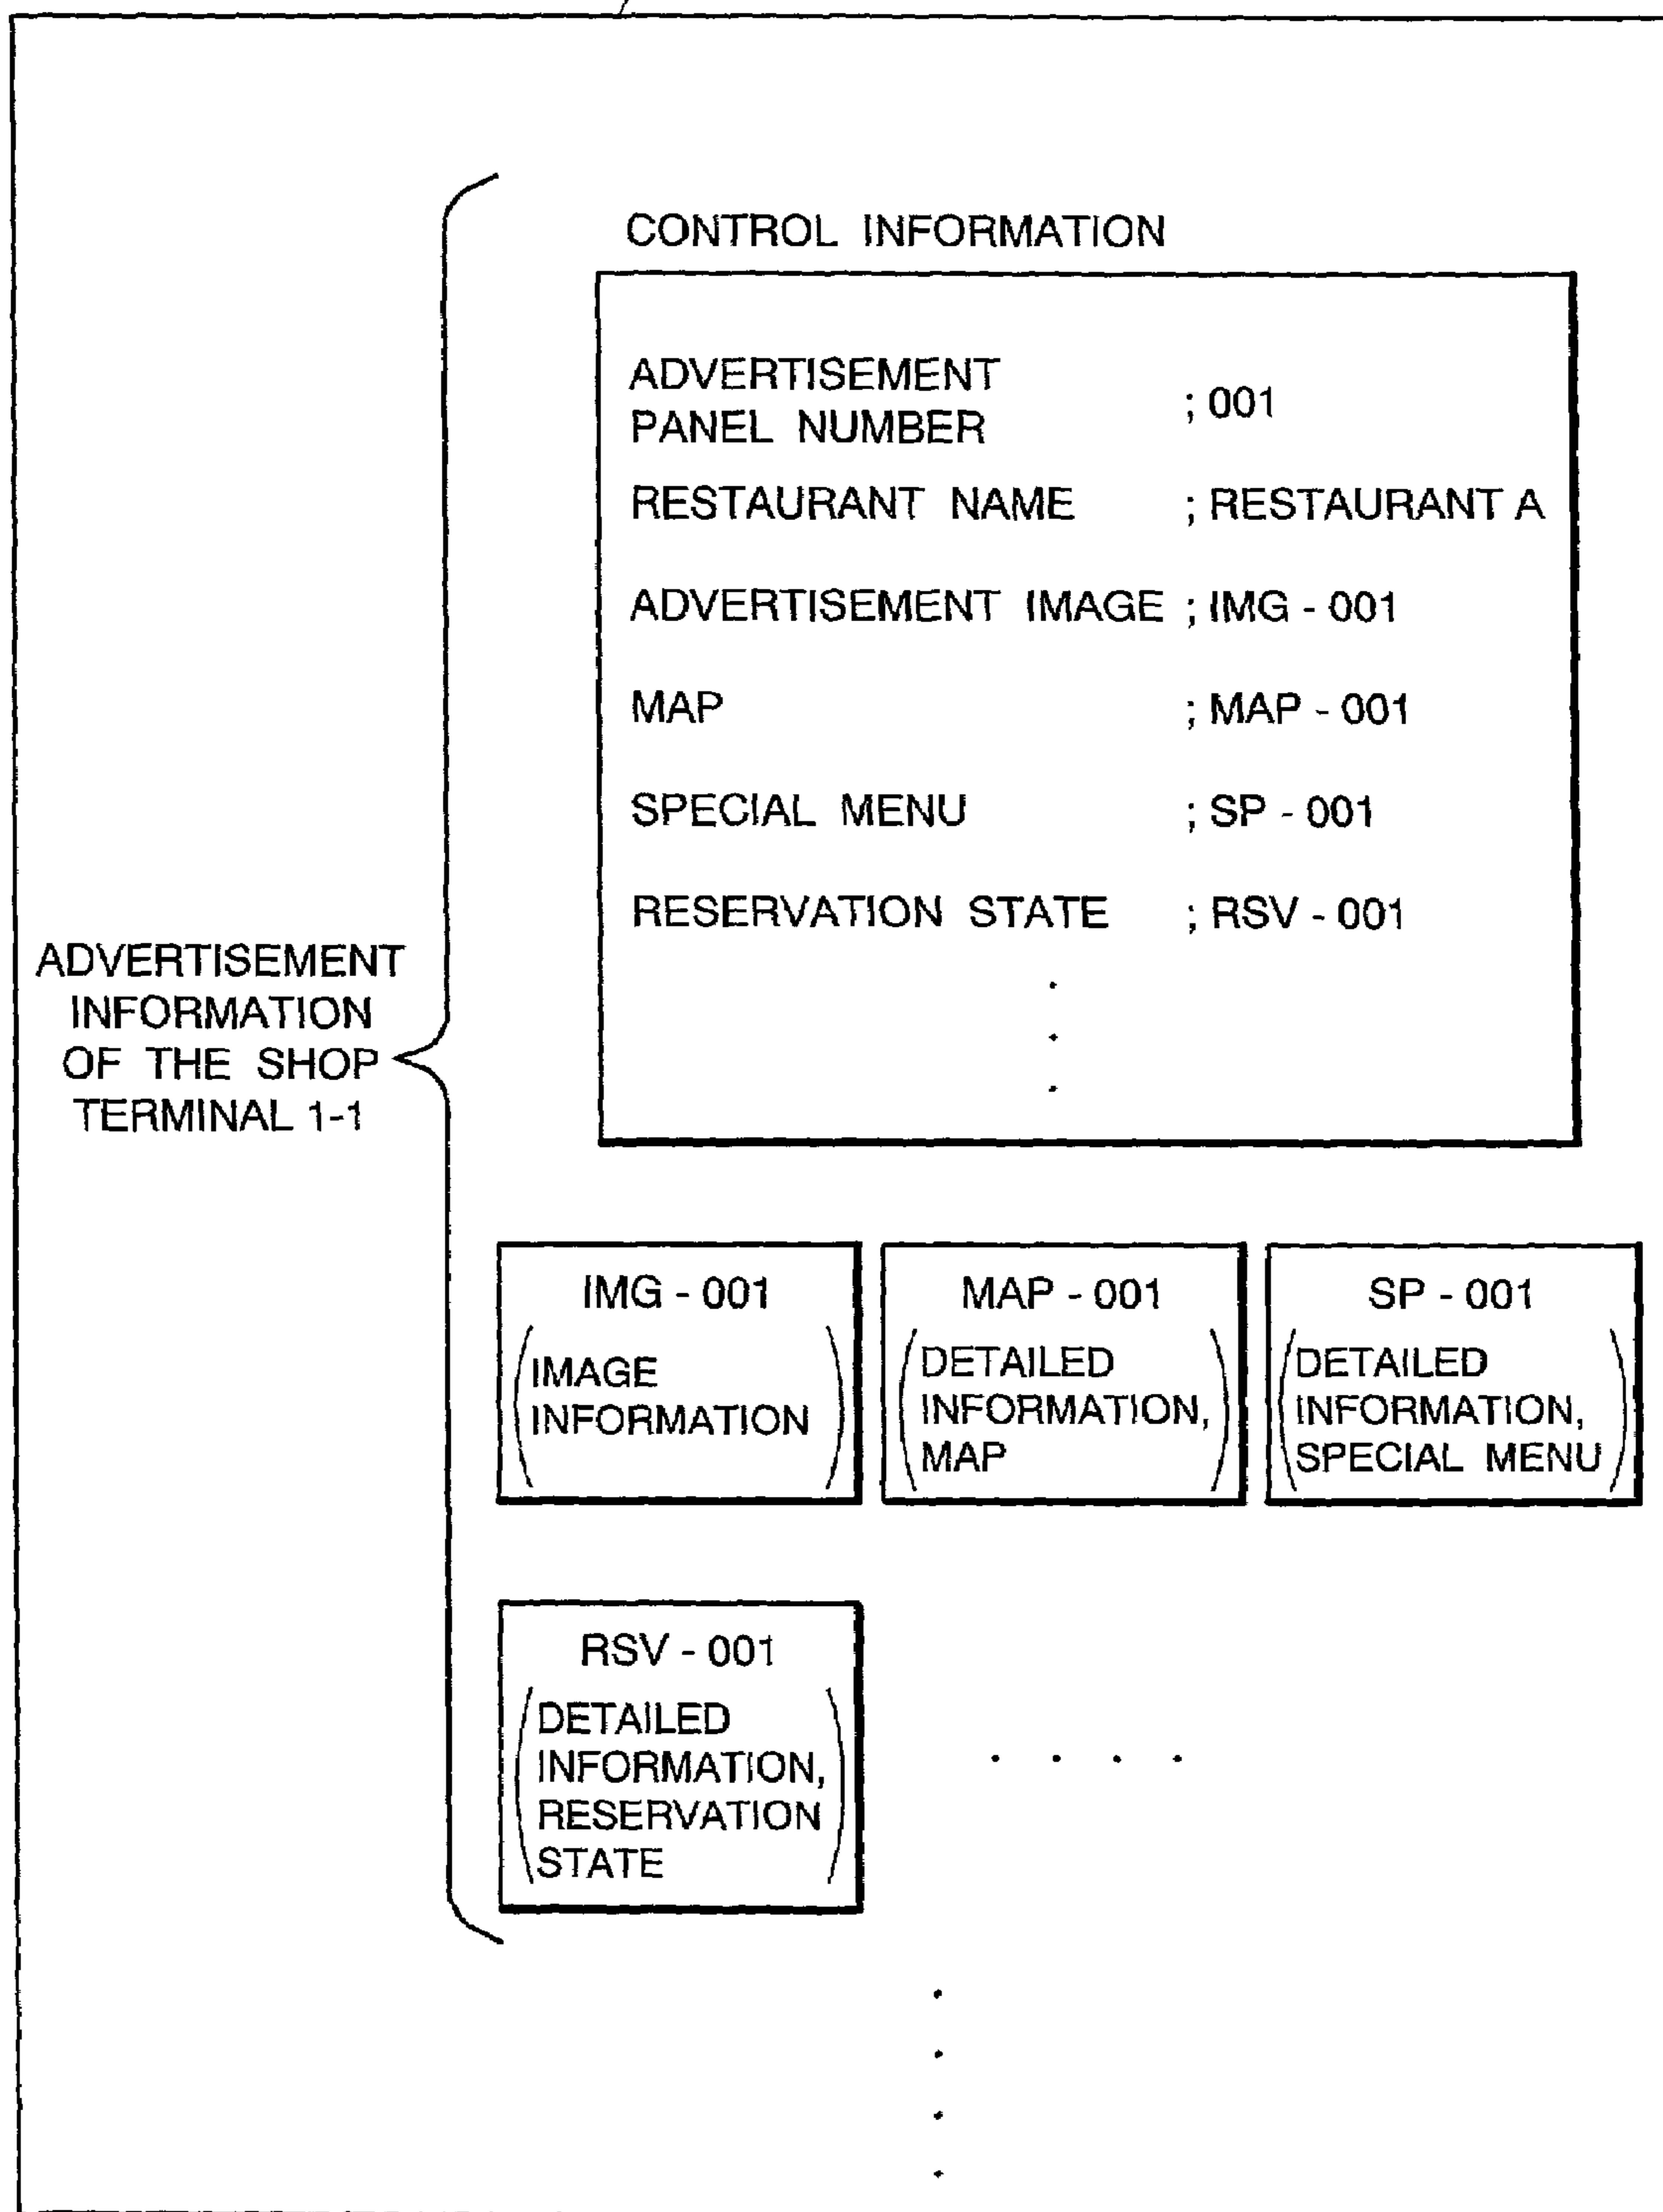 CONTROL INFORMATION
ADVERTISEMENT
PANEL NUMBER ; 001
RESTAURANT NAME ; RESTAURANT A
ADVERTISEMENT IMAGE ; IMG - 001
MAP ; MAP - 001
SPECIAL MENU ; SP - 001
RESERVATION STATE ; RSV - 001
ADVERTISEMENT
INFORMATION
OF THE SHOP
TERMINAL 1-1
IMG - 001
(IMAGE
INFORMATION)
MAP - 001
(DETAILED
INFORMATION,
MAP)
SP - 001
(DETAILED
INFORMATION,
SPECIAL MENU)
RSV - 001
(DETAILED
INFORMATION,
RESERVATION
STATE)
. . . .